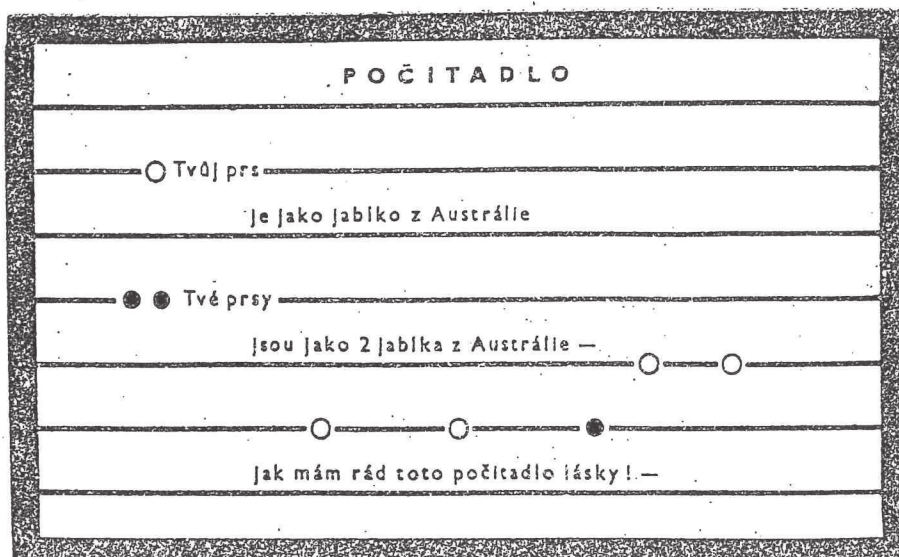 POČITADLO
Tvůj prs
je jako jablko z Austrálie
Tvé prsy
jsou jako 2 jablka z Austrálie —
Jak mám rád toto počitadlo lásky! —